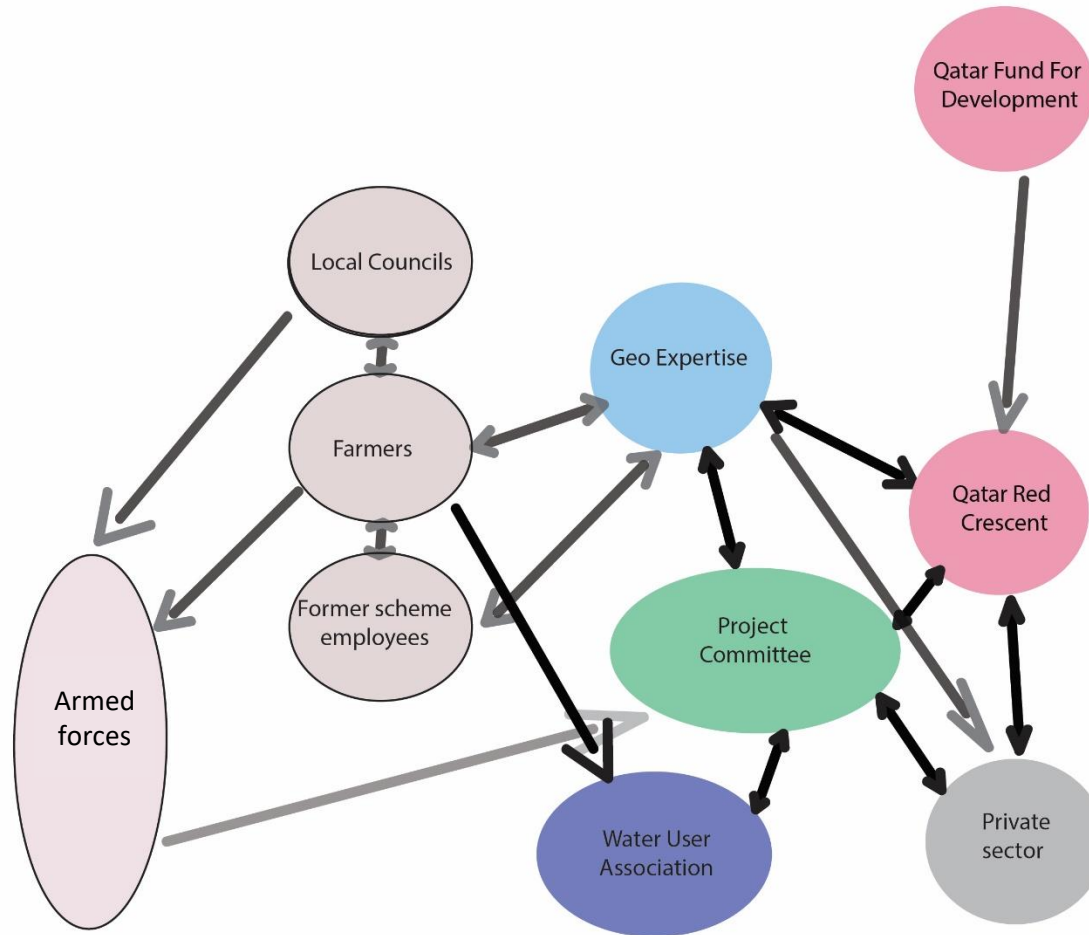 Qatar Fund For
Development
Local Councils
Geo Expertise
Farmers
Qatar Red
Crescent
Former scheme
employees
Project
Committee
Armed
forces
Water User
Association
Private
sector